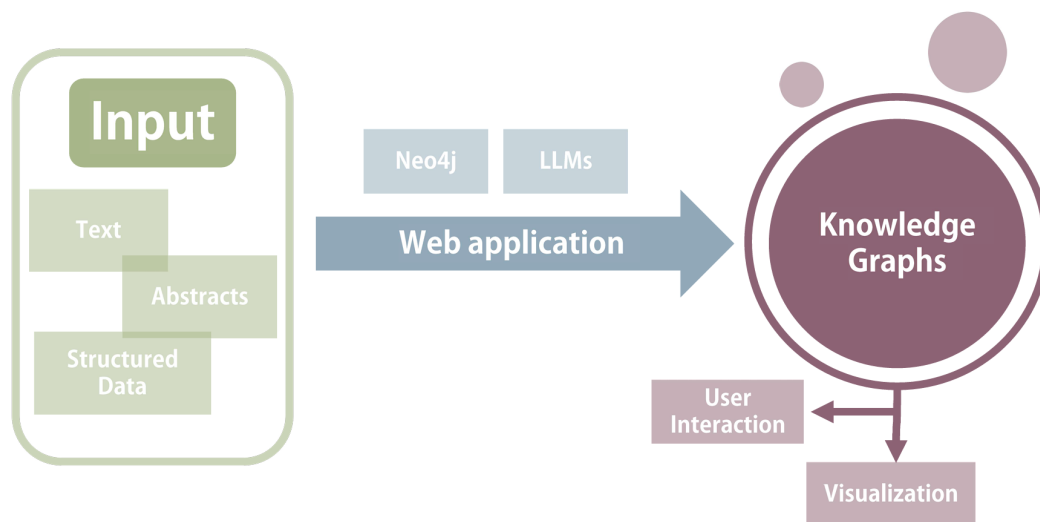 Input
Text
Abstracts
Structured
Data
Neo4j
LLMs
Web application
Knowledge
Graphs
User
Interaction
Visualization